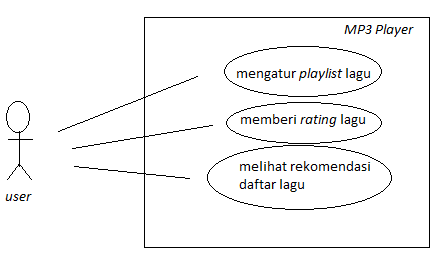 MP3 Player
mengatur playlist lagu
memberi rating lagu
melihat rekomendasi
daftar lagu
user